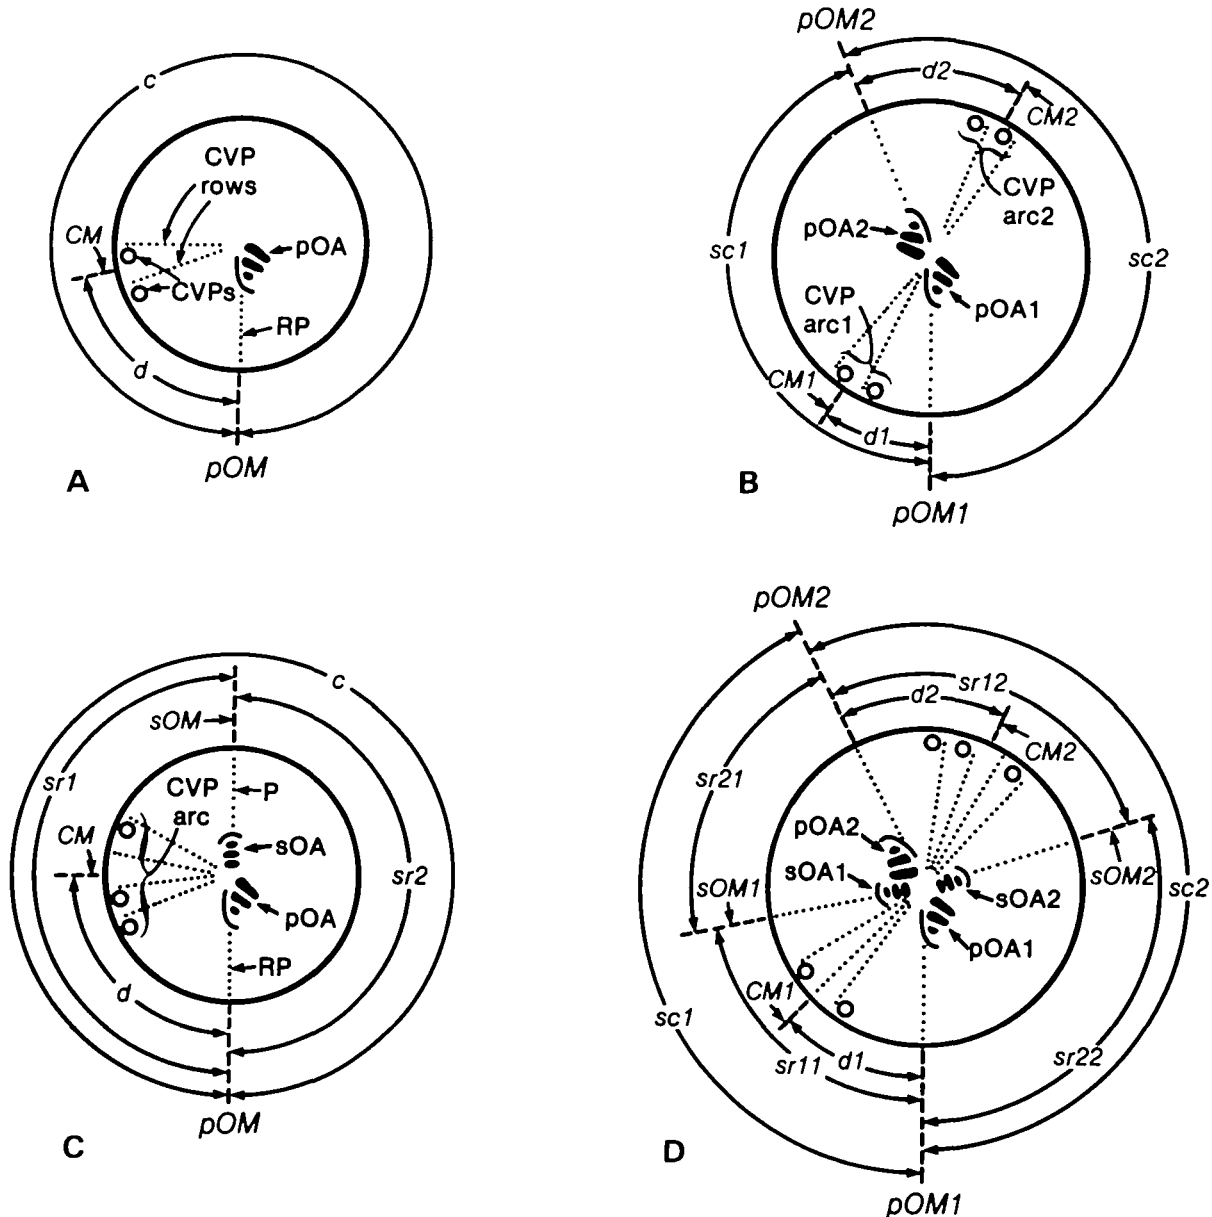 c
CVP
rows
CM
pOA
CVPs
RP
d
pOM
A
pOM2
d2
CM2
CVP
arc2
pOA2
sc1
sc2
CVP
arc1
pOA1
CM1
d1
pOM1
B
c
sOM
sr1
CVP
arc
P
CM
sOA
sr2
pOA
RP
d
pOM
C
pOM2
sr12
d2
CM2
sr21
pOA2
sOA1
sOM1
sOM2
sc2
sOA2
pOA1
CM1
sc1
sr11
d1
sr22
D
pOM1